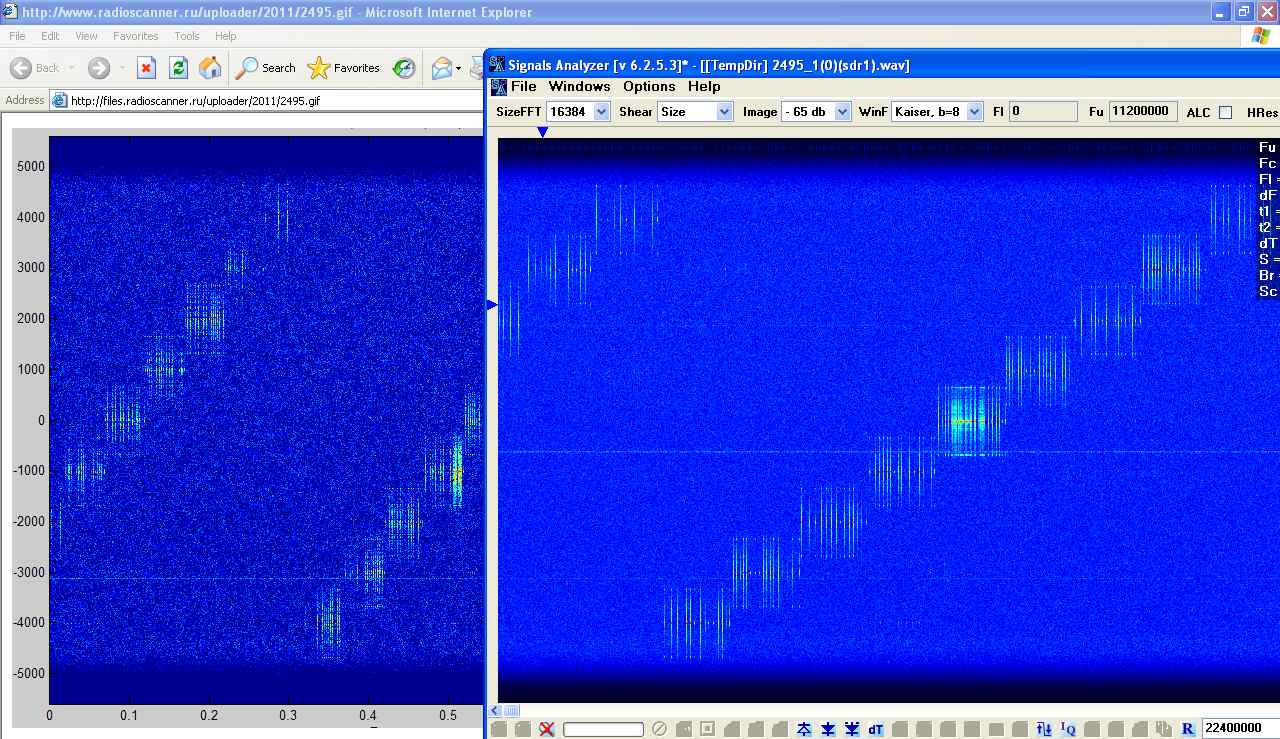 http://www.radioscanner.ru/uploader/2011/2495.gif - Microsoft Internet Explorer
File Edit View Favorites Tools Help
Back Search Favorites
Address http://files.radioscanner.ru/uploader/2011/2495.gif
Signals Analyzer [v 6.2.5.3]* - [[TempDir] 2495_1(0)(sdr1).wav]
File Windows Options Help
SizeFFT 16384 Shear Size Image - 65 db WinF Kaiser, b=8 Fl 0 Fu 11200000 ALC HRes
5000
4000
3000
2000
1000
0
-1000
-2000
-3000
-4000
-5000
0 0.1 0.2 0.3 0.4 0.5
Fu
Fc
Fl =
dF
t1 =
t2 =
dT
S =
Br =
Sc
dT IQ R 22400000